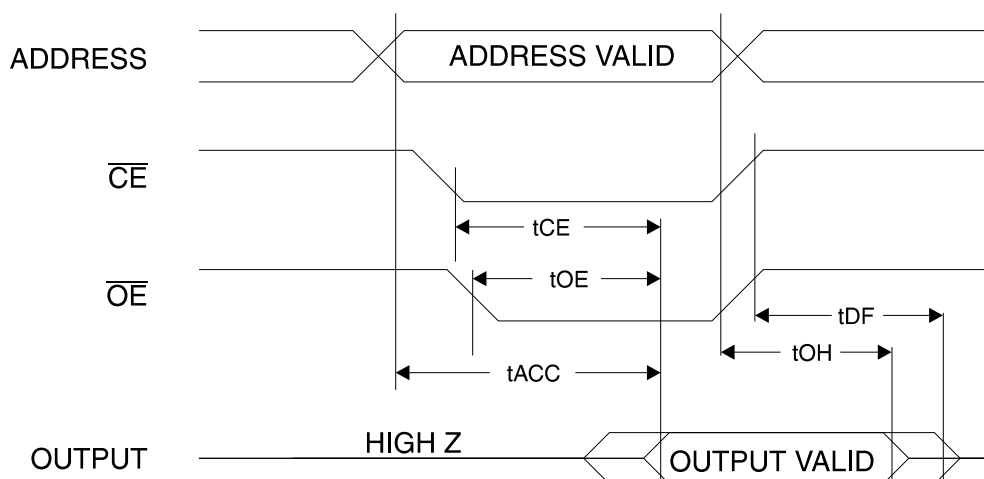 ADDRESS
ADDRESS VALID
CE
tCE
OE
tOE
tDF
tOH
tACC
HIGH Z
OUTPUT
OUTPUT VALID